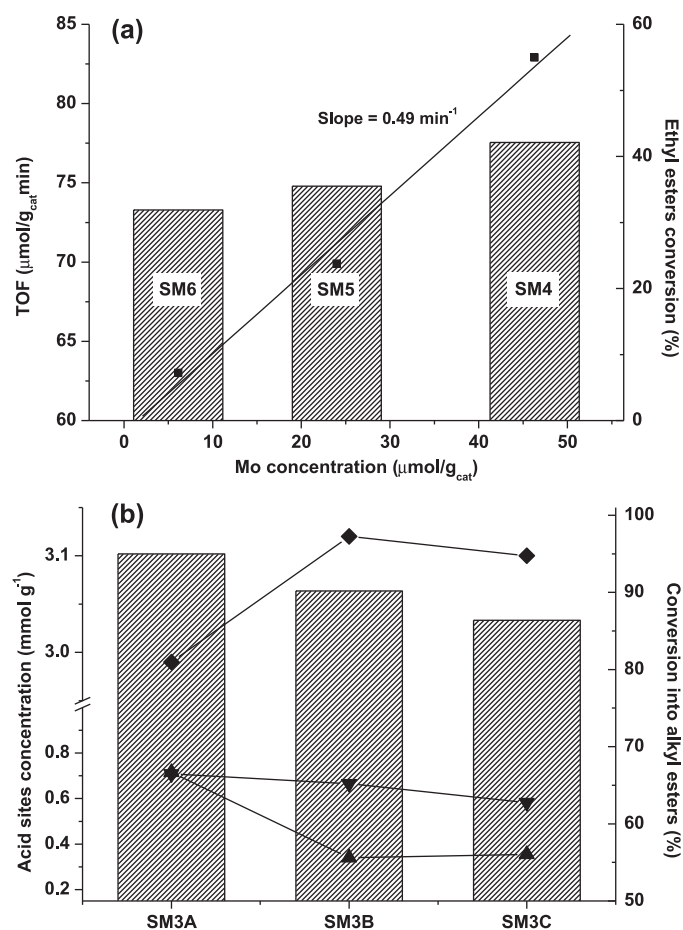 (a)
85
80
75
70
65
60
TOF (μmol/g_cat min)
60
40
20
0
Ethyl esters conversion (%)
Slope = 0.49 min⁻¹
SM6
SM5
SM4
0 10 20 30 40 50
Mo concentration (μmol/g_cat)
(b)
3.1
3.0
0.8
0.6
0.4
0.2
Acid sites concentration (mmol g⁻¹)
100
90
80
70
60
50
Conversion into alkyl esters (%)
SM3A SM3B SM3C